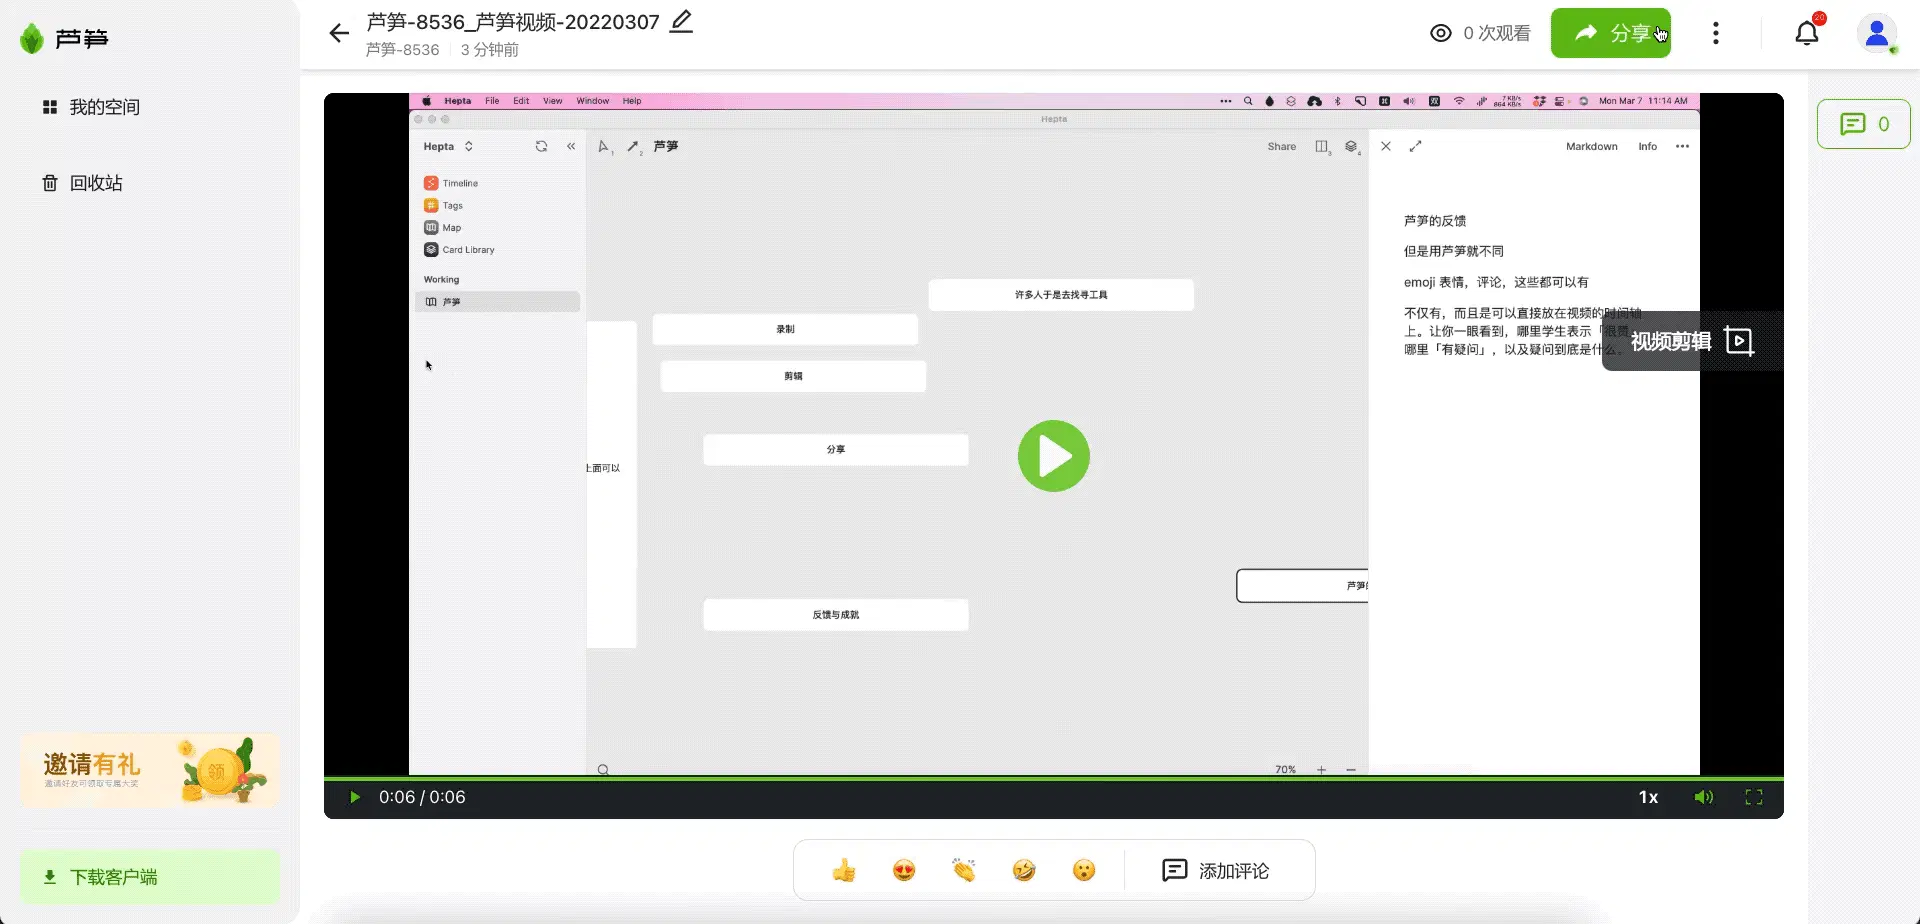 芦笋
我的空间
回收站
邀请有礼
邀请好友可领取专属大奖
领
下载客户端
芦笋-8536_芦笋视频-20220307
芦笋-8536
3 分钟前
0 次观看
分享
20
0
Hepta File Edit View Window Help
Mon Mar 7 11:14 AM
Hepta
Hepta
芦笋
Share
Markdown Info
Timeline
Tags
Map
Card Library
Working
芦笋
许多人于是去找寻工具
录制
剪辑
分享
上面可以
反馈与成就
芦笋
芦笋的反馈
但是用芦笋就不同
emoji 表情，评论，这些都可以有
不仅有，而且是可以直接放在视频的时间轴
上。让你一眼看到，哪里学生表示「很赞」
哪里「有疑问」，以及疑问到底是什么。
视频剪辑
70%
0:06 / 0:06
1x
添加评论